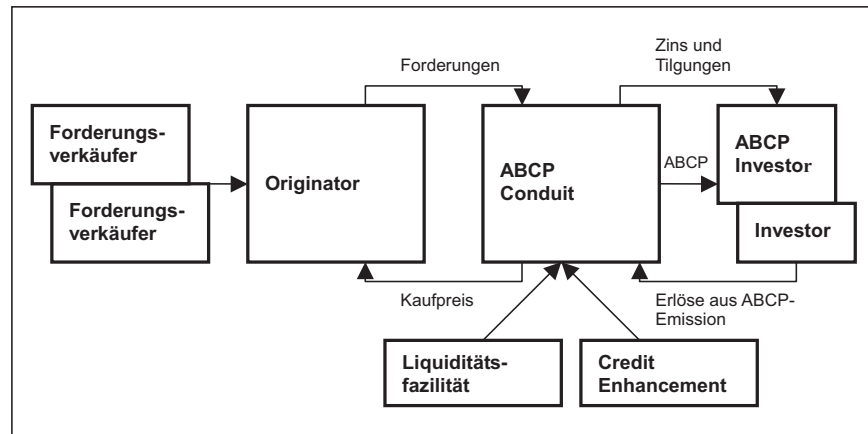 Zins und
Tilgungen
Forderungen
Forderungs-
verkäufer
Forderungs-
verkäufer
Originator
ABCP
Conduit
ABCP
ABCP
Investor
Investor
Kaufpreis
Erlöse aus ABCP-
Emission
Liquiditäts-
fazilität
Credit
Enhancement